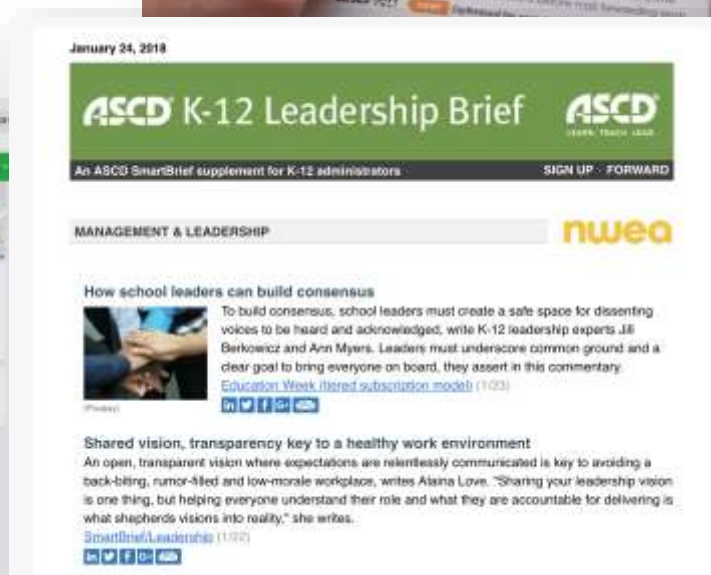 January 24, 2018
ASCD K-12 Leadership Brief ASCD
LEARN. TEACH. LEAD.
An ASCD SmartBrief supplement for K-12 administrators SIGN UP · FORWARD
MANAGEMENT & LEADERSHIP nwea
How school leaders can build consensus
To build consensus, school leaders must create a safe space for dissenting
voices to be heard and acknowledged, write K-12 leadership experts Jill
Berkowicz and Ann Myers. Leaders must underscore common ground and a
clear goal to bring everyone on board, they assert in this commentary.
Education Week (tiered subscription model) (1/23)
(Pixabay)
Shared vision, transparency key to a healthy work environment
An open, transparent vision where expectations are relentlessly communicated is key to avoiding a
back-biting, rumor-filled and low-morale workplace, writes Alaina Love. "Sharing your leadership vision
is one thing, but helping everyone understand their role and what they are accountable for delivering is
what shepherds visions into reality," she writes.
SmartBrief/Leadership (1/22)